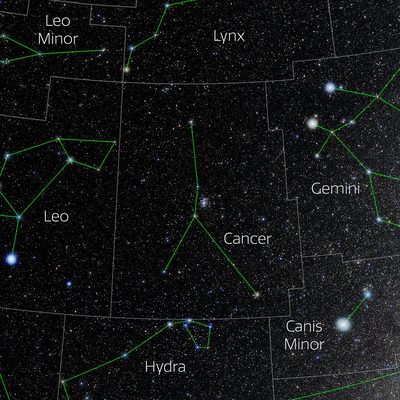 Leo
Minor
Lynx
Gemini
Leo
Cancer
Canis
Minor
Hydra